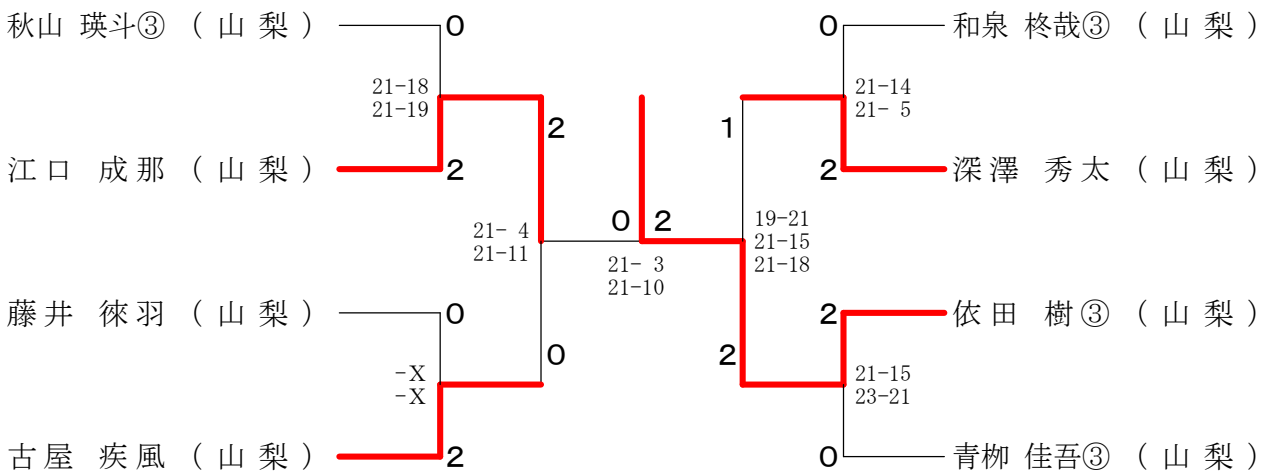 秋山 瑛斗③ (山梨)
0
0
和泉 柊哉③ (山梨)
21-18
21-19
21-14
21- 5
2
1
江口 成那 (山梨)
2
2
深澤 秀太 (山梨)
0 2
21- 4
21-11
19-21
21-15
21-18
21- 3
21-10
藤井 徠羽 (山梨)
0
2
依田 樹③ (山梨)
0
2
-X
-X
21-15
23-21
古屋 疾風 (山梨)
2
0
青栁 佳吾③ (山梨)